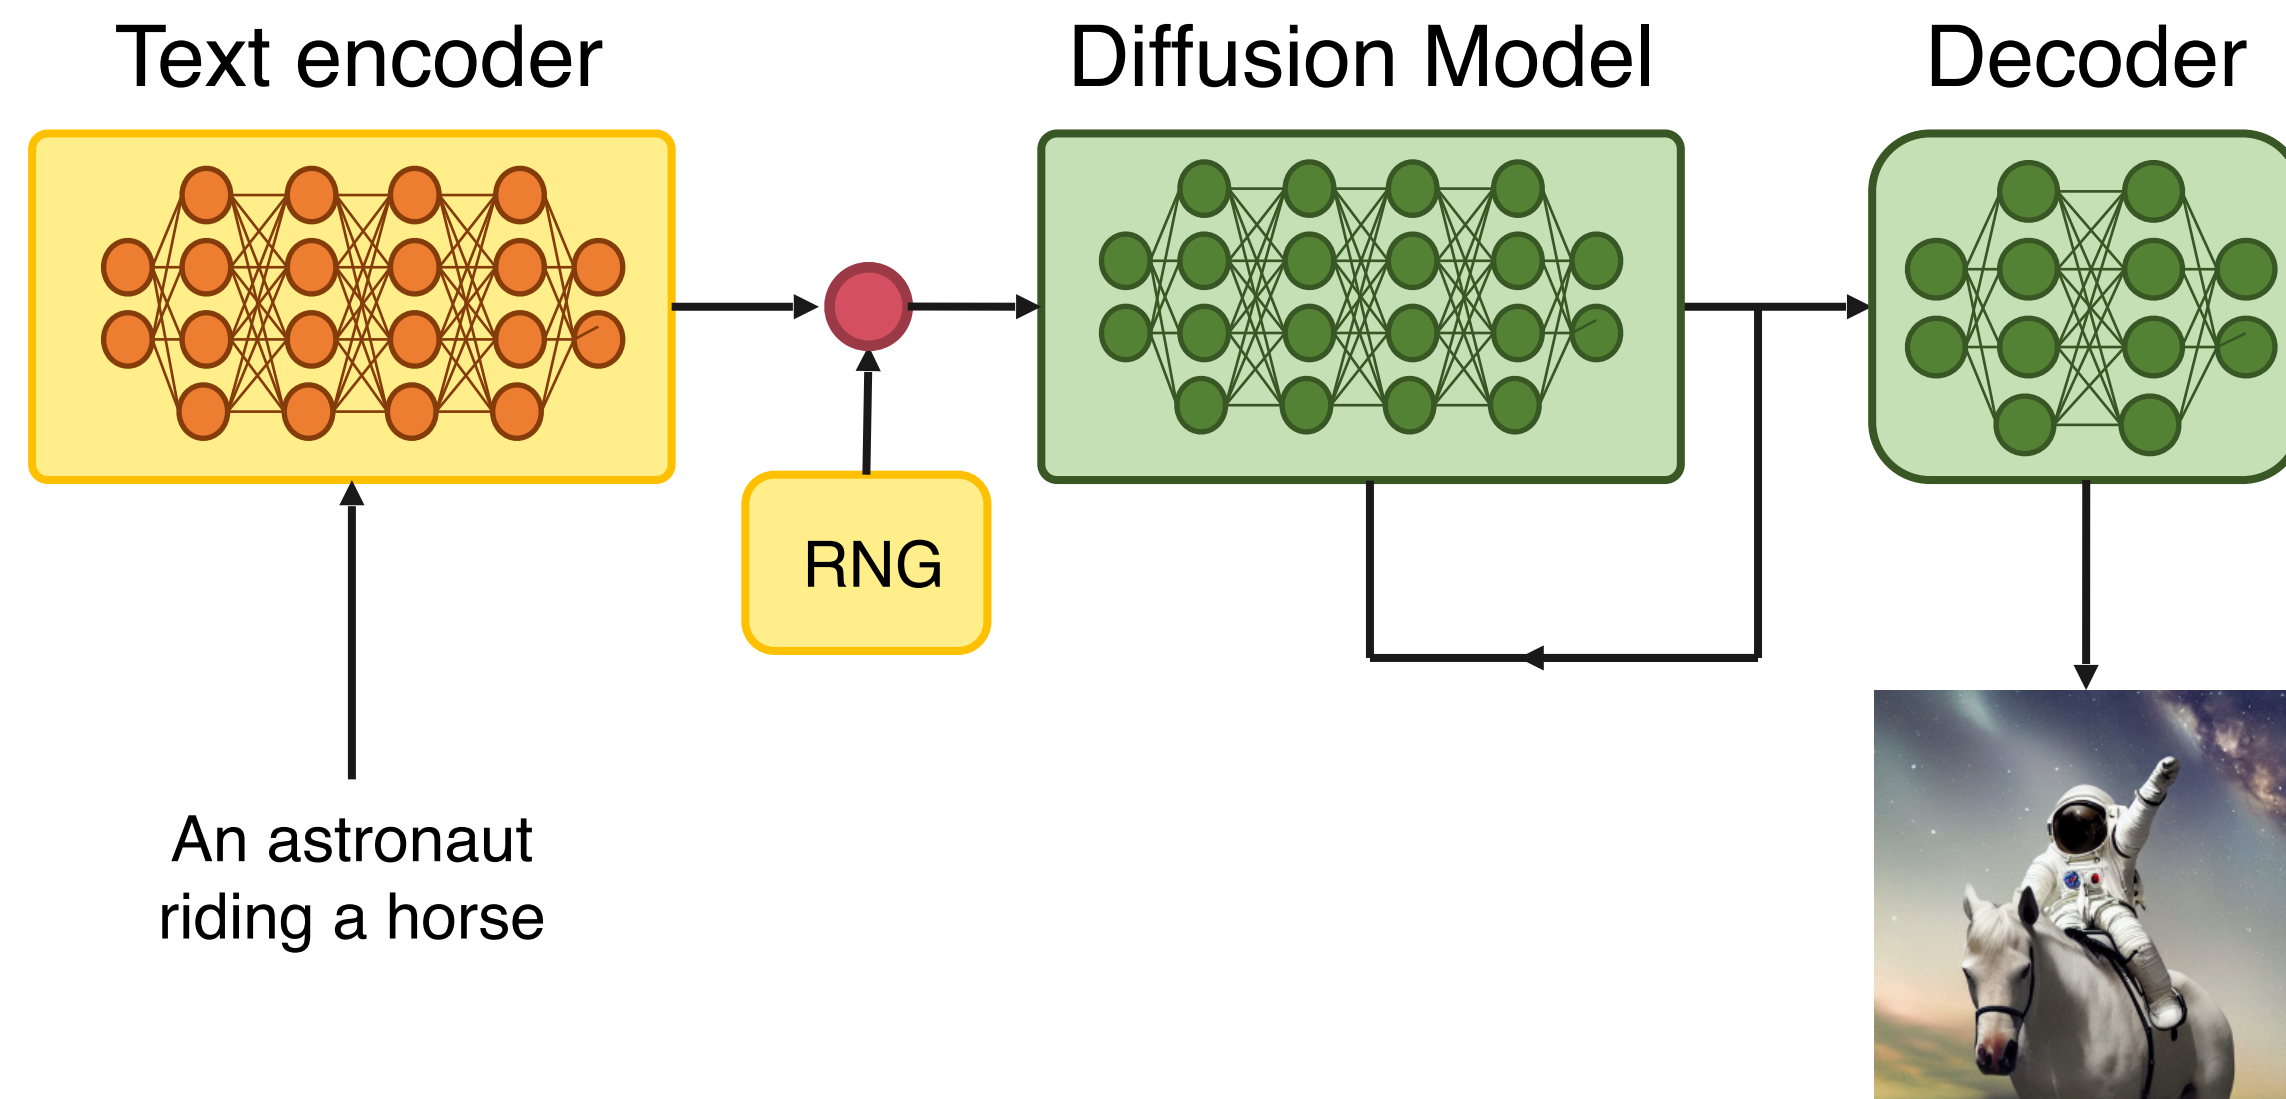 Text encoder
Diffusion Model
Decoder
RNG
An astronaut
riding a horse